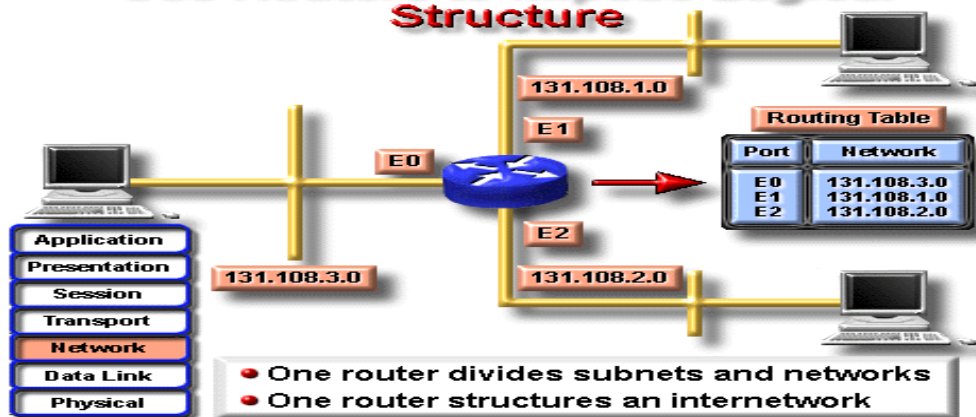 Structure
131.108.1.0
E1
E0
E2
131.108.3.0
131.108.2.0
Routing Table
Port Network
E0 131.108.3.0
E1 131.108.1.0
E2 131.108.2.0
Application
Presentation
Session
Transport
Network
Data Link
Physical
One router divides subnets and networks
One router structures an internetwork